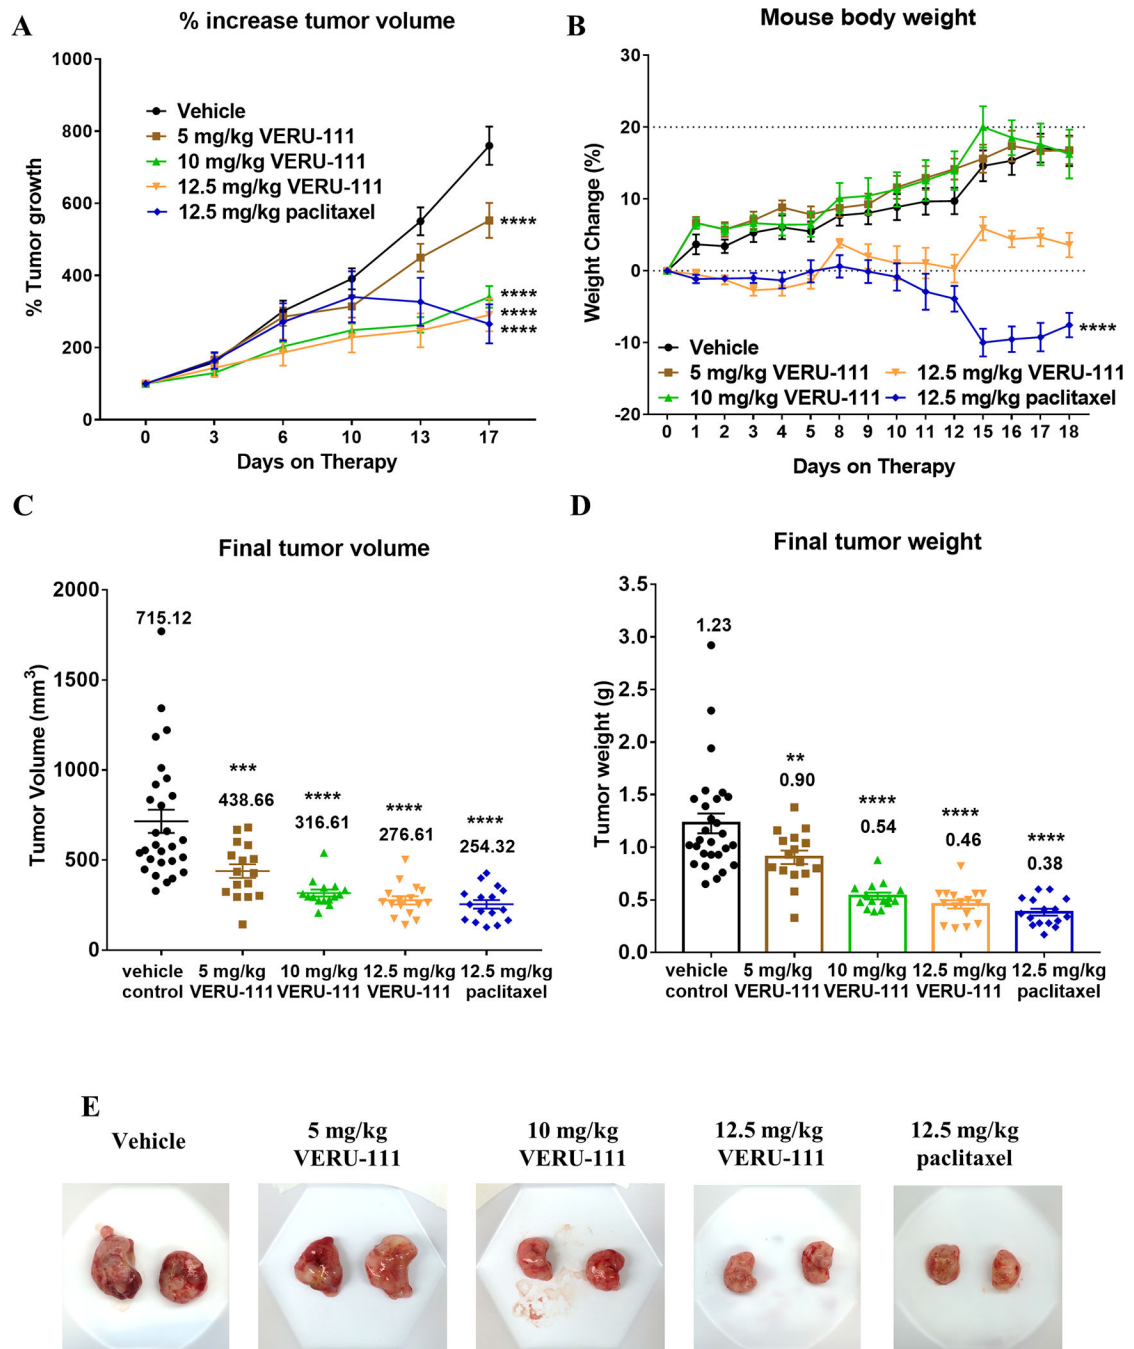 A
% increase tumor volume
1000
800
600
400
200
0
% Tumor growth
Vehicle
5 mg/kg VERU-111
10 mg/kg VERU-111
12.5 mg/kg VERU-111
12.5 mg/kg paclitaxel
****
****
****
****
0 3 6 10 13 17
Days on Therapy
B
Mouse body weight
30
20
10
0
-10
-20
Weight Change (%)
****
Vehicle
5 mg/kg VERU-111
12.5 mg/kg VERU-111
10 mg/kg VERU-111
12.5 mg/kg paclitaxel
0 1 2 3 4 5 8 9 10 11 12 15 16 17 18
Days on Therapy
C
Final tumor volume
2000
1500
1000
500
0
Tumor Volume (mm3)
715.12
***
438.66
****
316.61
****
276.61
****
254.32
vehicle
control
5 mg/kg
VERU-111
10 mg/kg
VERU-111
12.5 mg/kg
VERU-111
12.5 mg/kg
paclitaxel
D
Final tumor weight
3.5
3.0
2.5
2.0
1.5
1.0
0.5
0.0
Tumor weight (g)
1.23
**
0.90
****
0.54
****
0.46
****
0.38
vehicle
control
5 mg/kg
VERU-111
10 mg/kg
VERU-111
12.5 mg/kg
VERU-111
12.5 mg/kg
paclitaxel
E
Vehicle
5 mg/kg
VERU-111
10 mg/kg
VERU-111
12.5 mg/kg
VERU-111
12.5 mg/kg
paclitaxel